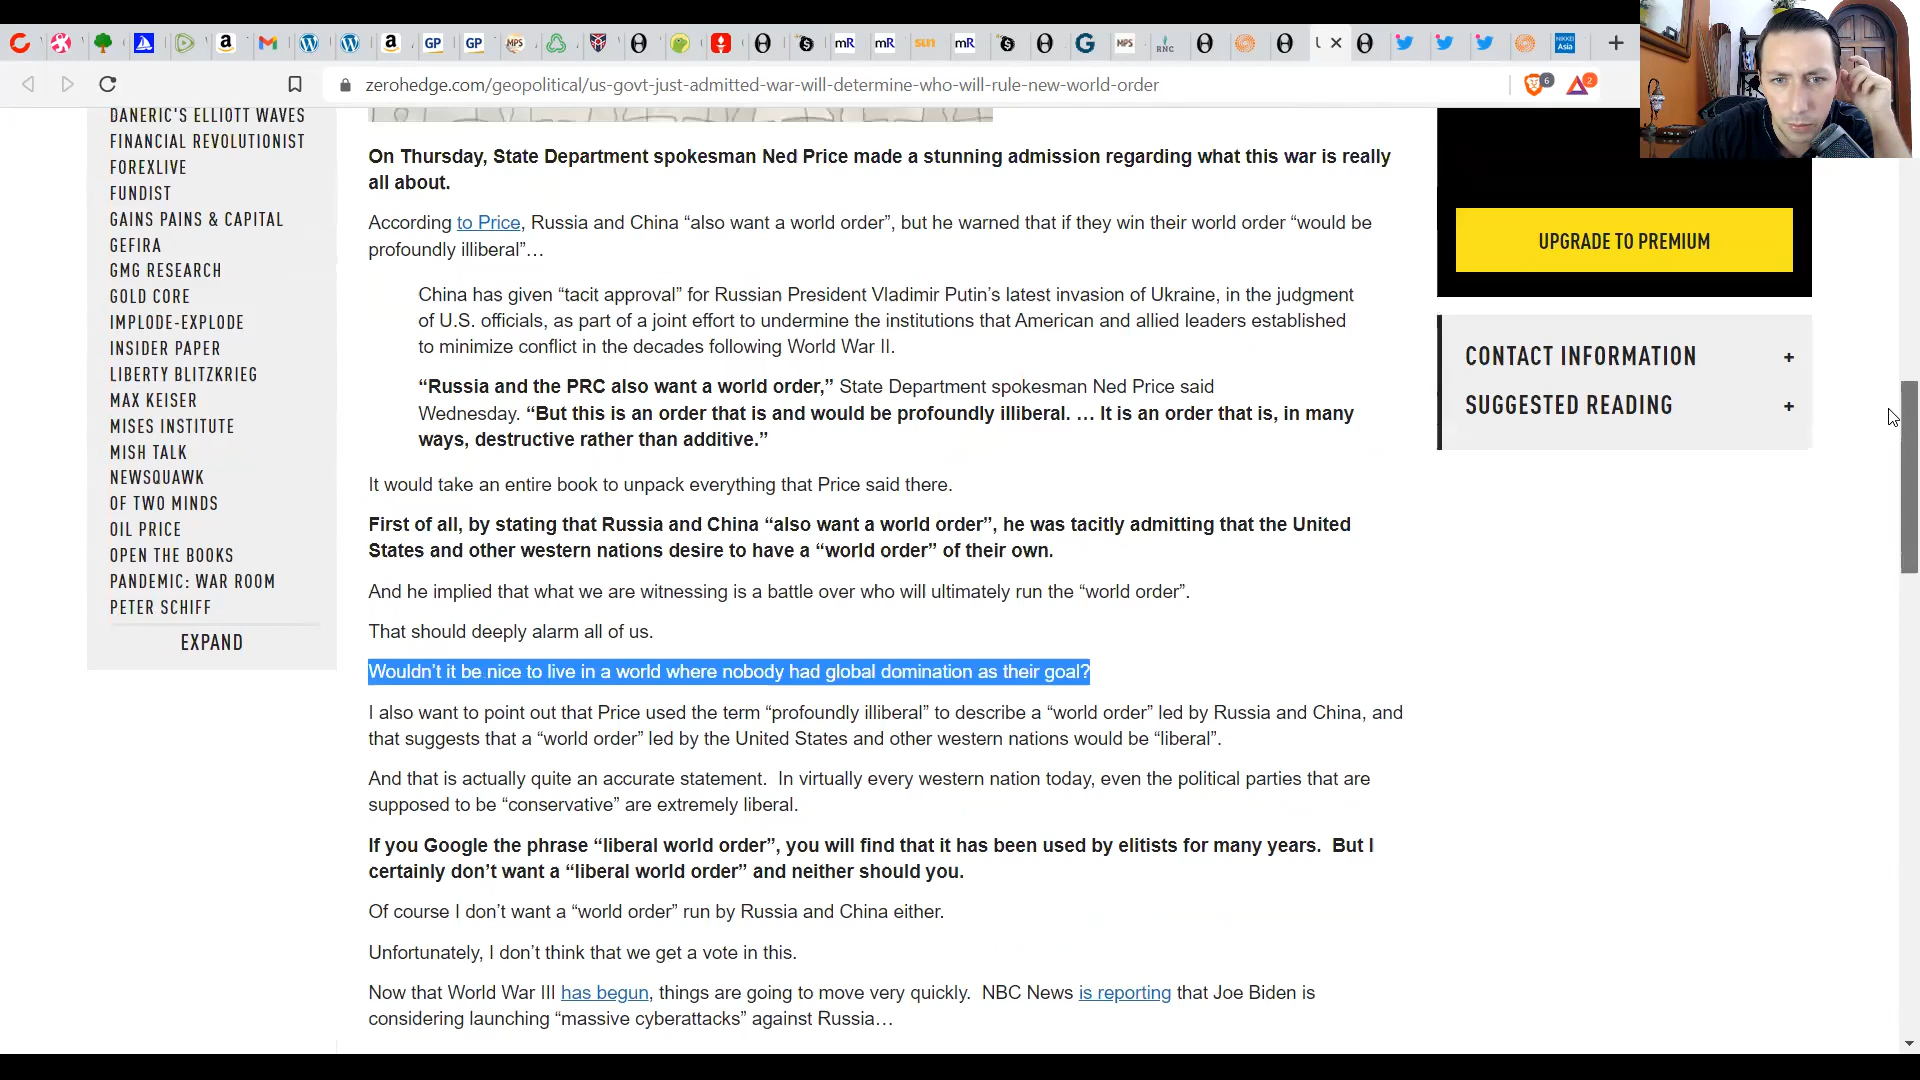 GP
GP
MPS
mR
mR
sun
mR
G
MPS
RNC
NIKKEI
Asia
zerohedge.com/geopolitical/us-govt-just-admitted-war-will-determine-who-will-rule-new-world-order
6
2
DANERIC'S ELLIOTT WAVES
FINANCIAL REVOLUTIONIST
FOREXLIVE
FUNDIST
GAINS PAINS & CAPITAL
GEFIRA
GMG RESEARCH
GOLD CORE
IMPLODE-EXPLODE
INSIDER PAPER
LIBERTY BLITZKRIEG
MAX KEISER
MISES INSTITUTE
MISH TALK
NEWSQUAWK
OF TWO MINDS
OIL PRICE
OPEN THE BOOKS
PANDEMIC: WAR ROOM
PETER SCHIFF
EXPAND
On Thursday, State Department spokesman Ned Price made a stunning admission regarding what this war is really
all about.
According to Price, Russia and China “also want a world order”, but he warned that if they win their world order “would be
profoundly illiberal”…
China has given “tacit approval” for Russian President Vladimir Putin’s latest invasion of Ukraine, in the judgment
of U.S. officials, as part of a joint effort to undermine the institutions that American and allied leaders established
to minimize conflict in the decades following World War II.
“Russia and the PRC also want a world order,” State Department spokesman Ned Price said
Wednesday. “But this is an order that is and would be profoundly illiberal. … It is an order that is, in many
ways, destructive rather than additive.”
It would take an entire book to unpack everything that Price said there.
First of all, by stating that Russia and China “also want a world order”, he was tacitly admitting that the United
States and other western nations desire to have a “world order” of their own.
And he implied that what we are witnessing is a battle over who will ultimately run the “world order”.
That should deeply alarm all of us.
Wouldn’t it be nice to live in a world where nobody had global domination as their goal?
I also want to point out that Price used the term “profoundly illiberal” to describe a “world order” led by Russia and China, and
that suggests that a “world order” led by the United States and other western nations would be “liberal”.
And that is actually quite an accurate statement.  In virtually every western nation today, even the political parties that are
supposed to be “conservative” are extremely liberal.
If you Google the phrase “liberal world order”, you will find that it has been used by elitists for many years.  But I
certainly don’t want a “liberal world order” and neither should you.
Of course I don’t want a “world order” run by Russia and China either.
Unfortunately, I don’t think that we get a vote in this.
Now that World War III has begun, things are going to move very quickly.  NBC News is reporting that Joe Biden is
considering launching “massive cyberattacks” against Russia…
UPGRADE TO PREMIUM
CONTACT INFORMATION +
SUGGESTED READING +